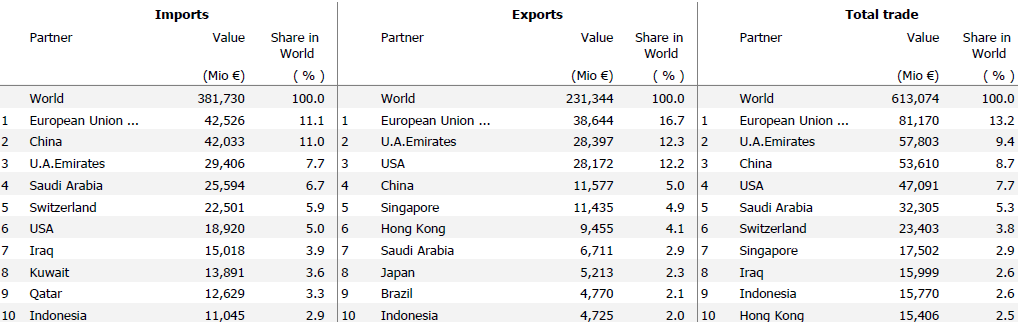 Imports Exports Total trade
Partner Value Share in World Partner Value Share in World Partner Value Share in World
(Mio €) ( % ) (Mio €) ( % ) (Mio €) ( % )
World 381,730 100.0 World 231,344 100.0 World 613,074 100.0
1 European Union ... 42,526 11.1 1 European Union ... 38,644 16.7 1 European Union ... 81,170 13.2
2 China 42,033 11.0 2 U.A.Emirates 28,397 12.3 2 U.A.Emirates 57,803 9.4
3 U.A.Emirates 29,406 7.7 3 USA 28,172 12.2 3 China 53,610 8.7
4 Saudi Arabia 25,594 6.7 4 China 11,577 5.0 4 USA 47,091 7.7
5 Switzerland 22,501 5.9 5 Singapore 11,435 4.9 5 Saudi Arabia 32,305 5.3
6 USA 18,920 5.0 6 Hong Kong 9,455 4.1 6 Switzerland 23,403 3.8
7 Iraq 15,018 3.9 7 Saudi Arabia 6,711 2.9 7 Singapore 17,502 2.9
8 Kuwait 13,891 3.6 8 Japan 5,213 2.3 8 Iraq 15,999 2.6
9 Qatar 12,629 3.3 9 Brazil 4,770 2.1 9 Indonesia 15,770 2.6
10 Indonesia 11,045 2.9 10 Indonesia 4,725 2.0 10 Hong Kong 15,406 2.5